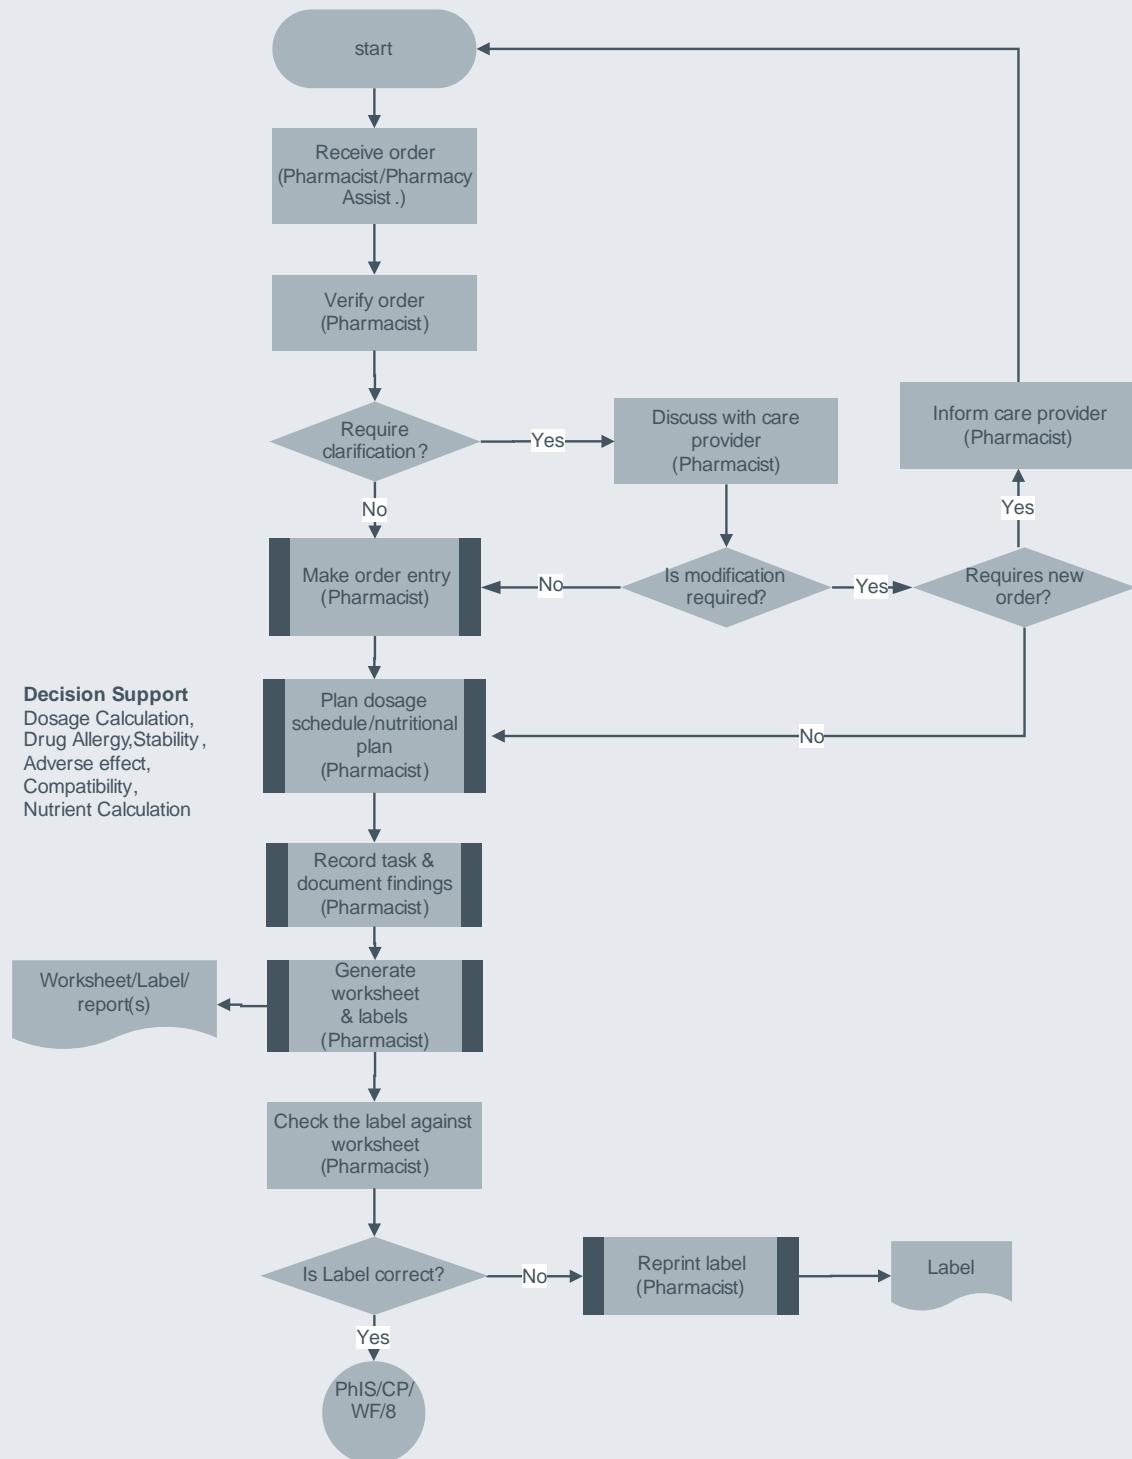 start
Receive order
(Pharmacist/Pharmacy
Assist .)
Verify order
(Pharmacist)
Require
clarification?
Yes
Discuss with care
provider
(Pharmacist)
Inform care provider
(Pharmacist)
Yes
No
Make order entry
(Pharmacist)
No
Is modification
required?
Yes
Requires new
order?
Decision Support
Dosage Calculation,
Drug Allergy,Stability,
Adverse effect,
Compatibility,
Nutrient Calculation
Plan dosage
schedule/nutritional
plan
(Pharmacist)
No
Record task &
document findings
(Pharmacist)
Worksheet/Label/
report(s)
Generate
worksheet
& labels
(Pharmacist)
Check the label against
worksheet
(Pharmacist)
Is Label correct?
No
Reprint label
(Pharmacist)
Label
Yes
PhIS/CP/
WF/8